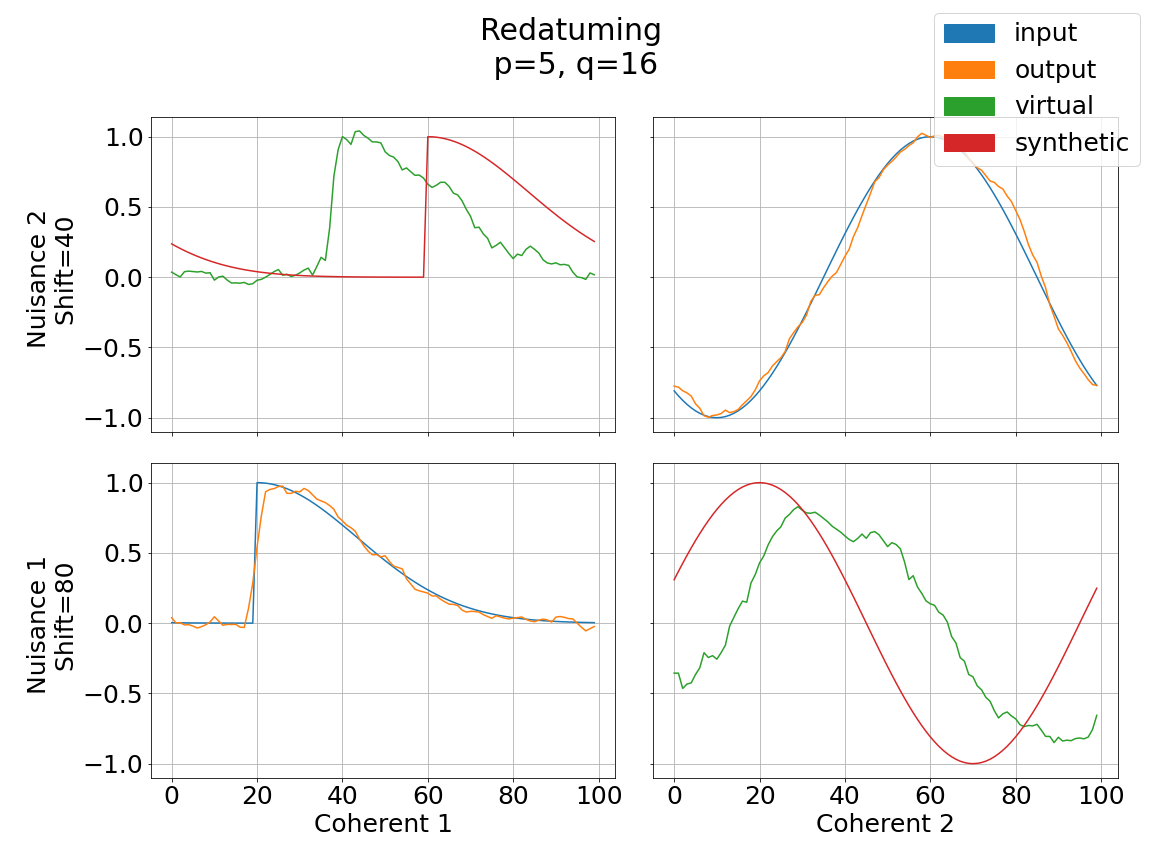 Redatuming
p=5, q=16
input
output
virtual
synthetic
Nuisance 2
Shift=40
1.0
0.5
0.0
−0.5
−1.0
Nuisance 1
Shift=80
1.0
0.5
0.0
−0.5
−1.0
0 20 40 60 80 100
Coherent 1
0 20 40 60 80 100
Coherent 2